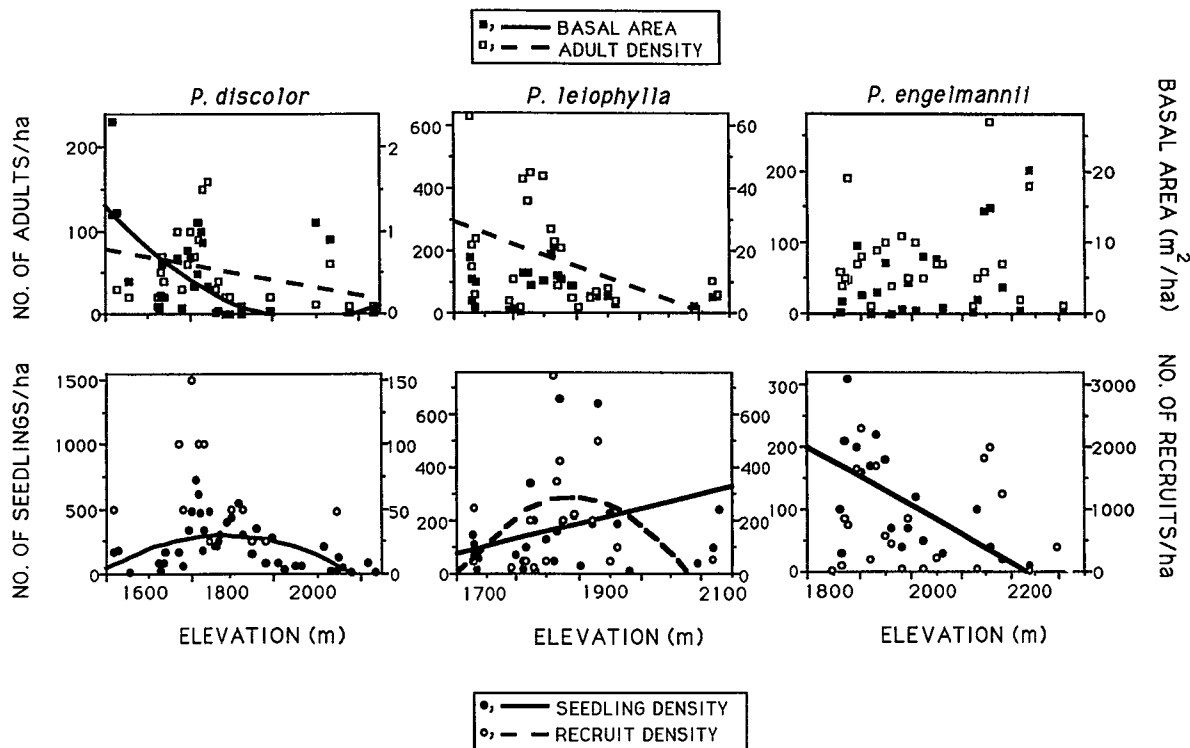 ■, — BASAL AREA
□, – – ADULT DENSITY
P. discolor
P. leiophylla
P. engelmannii
NO. OF ADULTS/ha
BASAL AREA (m²/ha)
200
100
0
2
1
0
600
400
200
0
60
40
20
0
250
200
150
100
50
0
20
10
0
NO. OF SEEDLINGS/ha
NO. OF RECRUITS/ha
1500
1000
500
0
150
100
50
0
600
400
200
0
600
400
200
0
300
200
100
0
3000
2000
1000
0
1600 1800 2000
1700 1900 2100
1800 2000 2200
ELEVATION (m)
ELEVATION (m)
ELEVATION (m)
●, — SEEDLING DENSITY
○, – – RECRUIT DENSITY